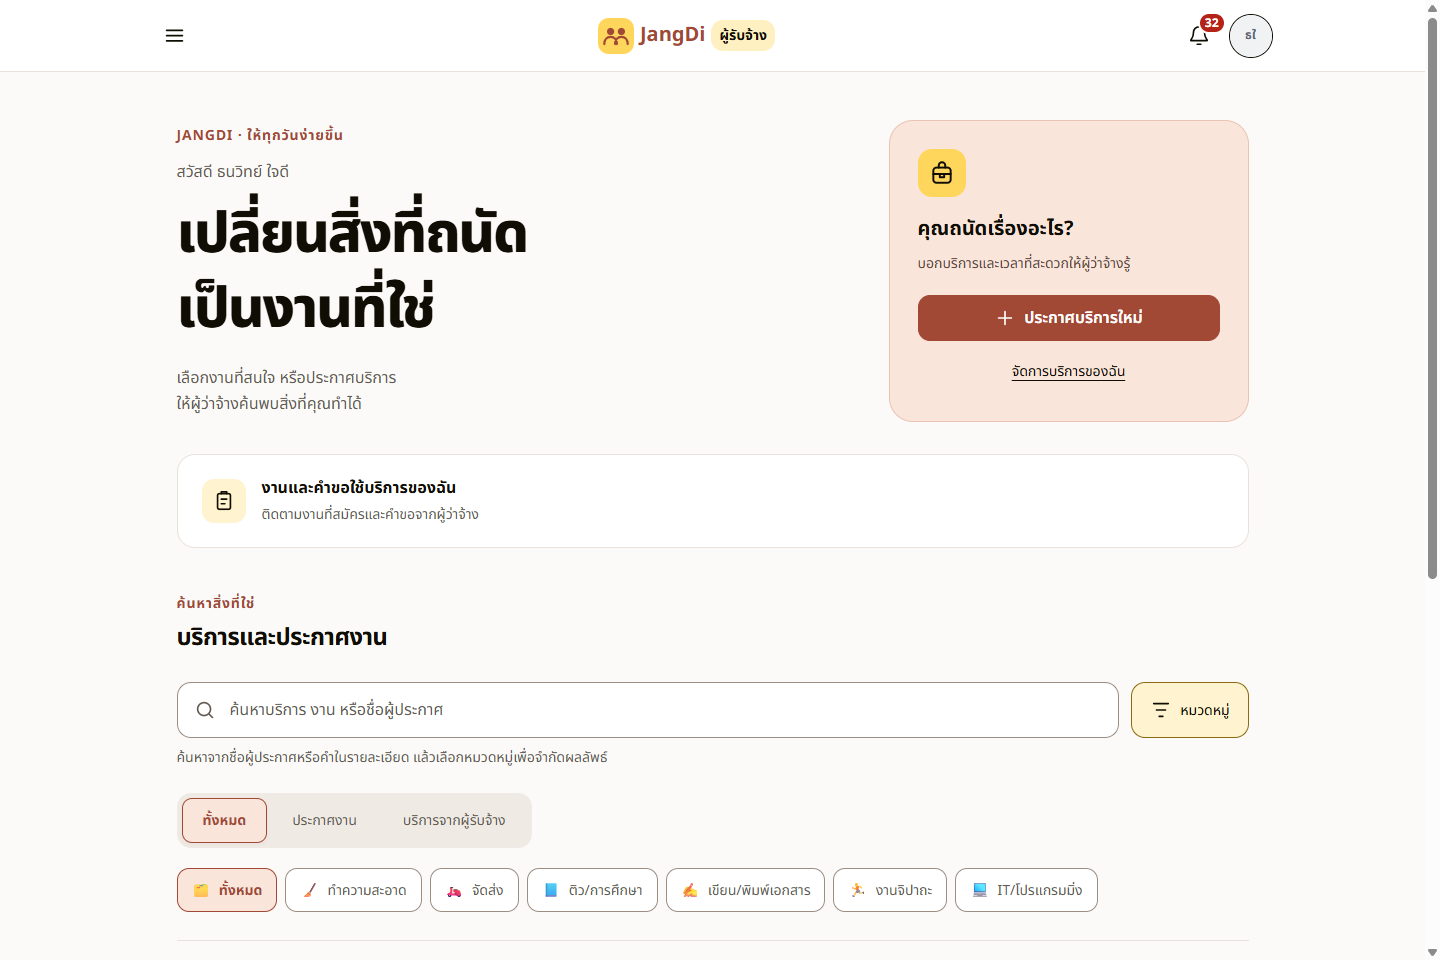 JangDi ผู้รับจ้าง
32
ธใ
JANGDI · ให้ทุกวันง่ายขึ้น
สวัสดี ธนวิทย์ ใจดี
เปลี่ยนสิ่งที่ถนัด
เป็นงานที่ใช่
เลือกงานที่สนใจ หรือประกาศบริการ
ให้ผู้ว่าจ้างค้นพบสิ่งที่คุณทำได้
คุณถนัดเรื่องอะไร?
บอกบริการและเวลาที่สะดวกให้ผู้ว่าจ้างรู้
ประกาศบริการใหม่
จัดการบริการของฉัน
งานและคำขอใช้บริการของฉัน
ติดตามงานที่สมัครและคำขอจากผู้ว่าจ้าง
ค้นหาสิ่งที่ใช่
บริการและประกาศงาน
ค้นหาบริการ งาน หรือชื่อผู้ประกาศ
หมวดหมู่
ค้นหาจากชื่อผู้ประกาศหรือคำในรายละเอียด แล้วเลือกหมวดหมู่เพื่อจำกัดผลลัพธ์
ทั้งหมด ประกาศงาน บริการจากผู้รับจ้าง
ทั้งหมด ทำความสะอาด จัดส่ง ติว/การศึกษา เขียน/พิมพ์เอกสาร งานจิปาถะ IT/โปรแกรมมิ่ง